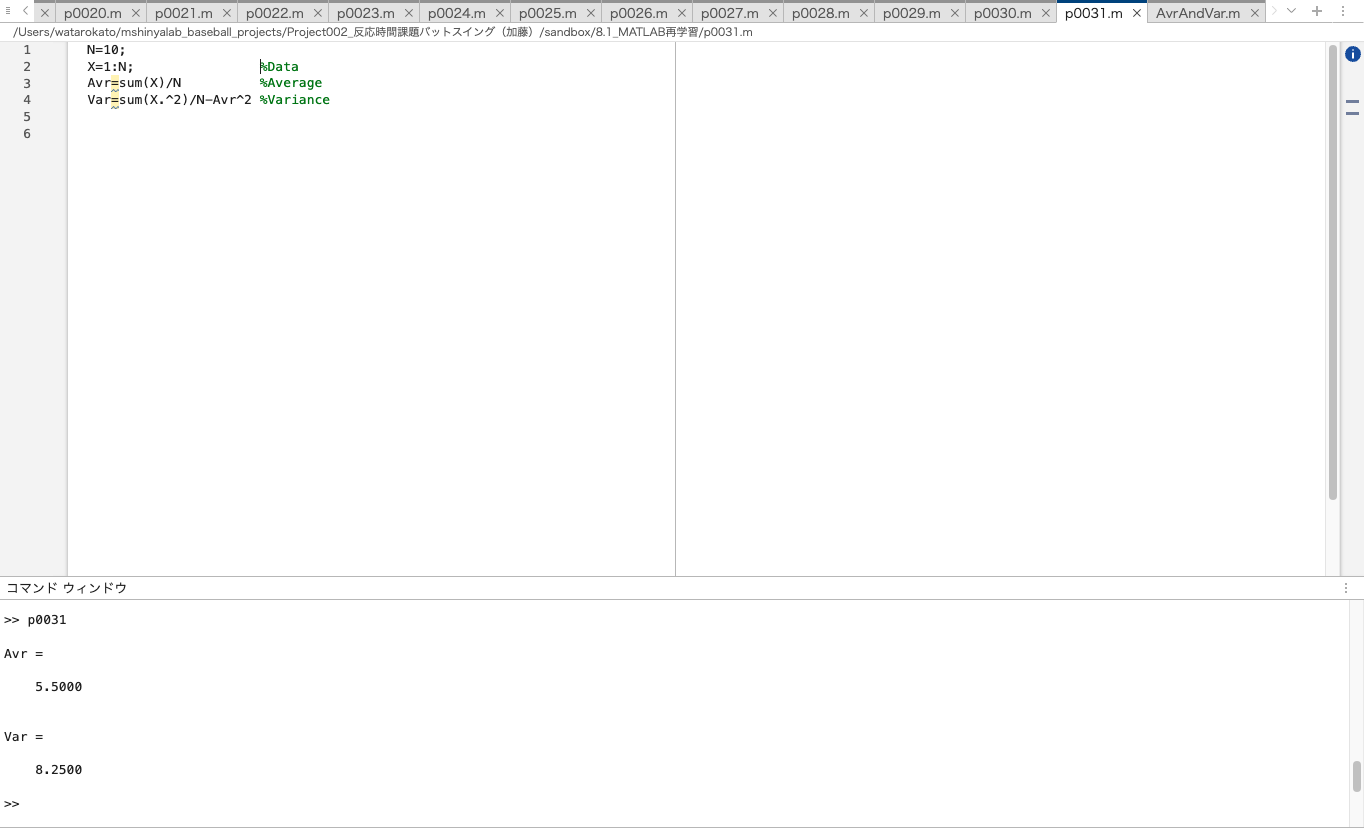 p0020.m p0021.m p0022.m p0023.m p0024.m p0025.m p0026.m p0027.m p0028.m p0029.m p0030.m p0031.m AvrAndVar.m
/Users/watarokato/mshinyalab_baseball_projects/Project002_反応時間課題バットスイング（加藤）/sandbox/8.1_MATLAB再学習/p0031.m
1 N=10;
2 X=1:N; %Data
3 Avr=sum(X)/N %Average
4 Var=sum(X.^2)/N-Avr^2 %Variance
5
6
コマンド ウィンドウ
>> p0031
Avr =
5.5000
Var =
8.2500
>>